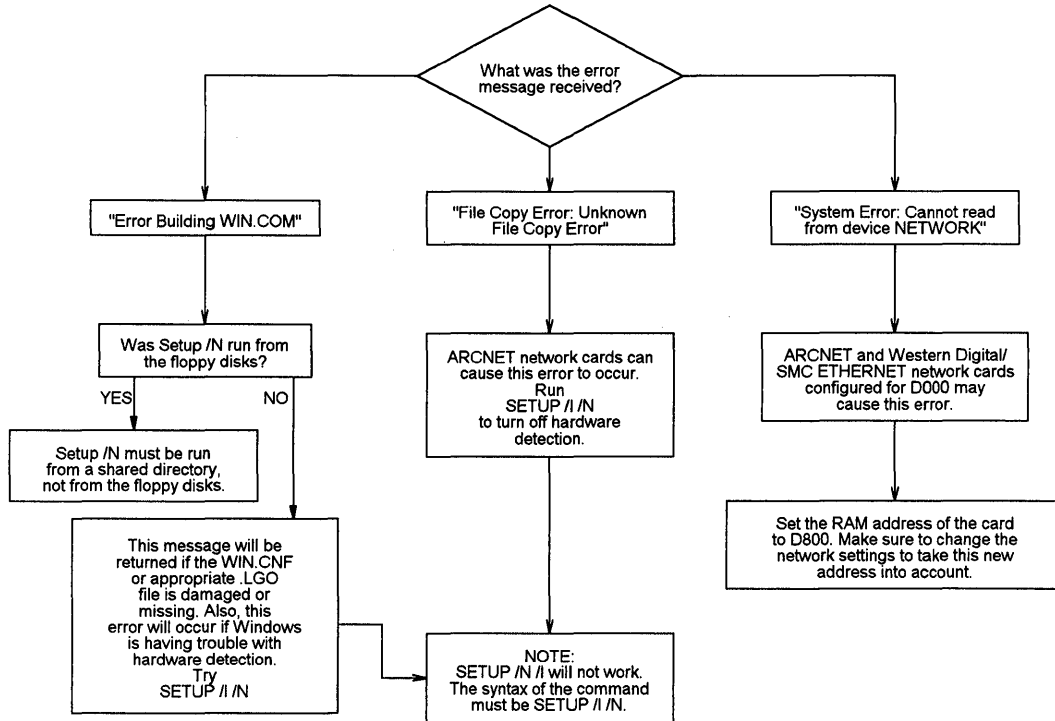 What was the error
message received?
"Error Building WIN.COM"
"File Copy Error: Unknown
File Copy Error"
"System Error: Cannot read
from device NETWORK"
Was Setup /N run from
the floppy disks?
YES
NO
Setup /N must be run
from a shared directory,
not from the floppy disks.
This message will be
returned if the WIN.CNF
or appropriate .LGO
file is damaged or
missing. Also, this
error will occur if Windows
is having trouble with
hardware detection.
Try
SETUP /I /N
ARCNET network cards can
cause this error to occur.
Run
SETUP /I /N
to turn off hardware
detection.
NOTE:
SETUP /N /I will not work.
The syntax of the command
must be SETUP /I /N.
ARCNET and Western Digital/
SMC ETHERNET network cards
configured for D000 may
cause this error.
Set the RAM address of the card
to D800. Make sure to change the
network settings to take this new
address into account.